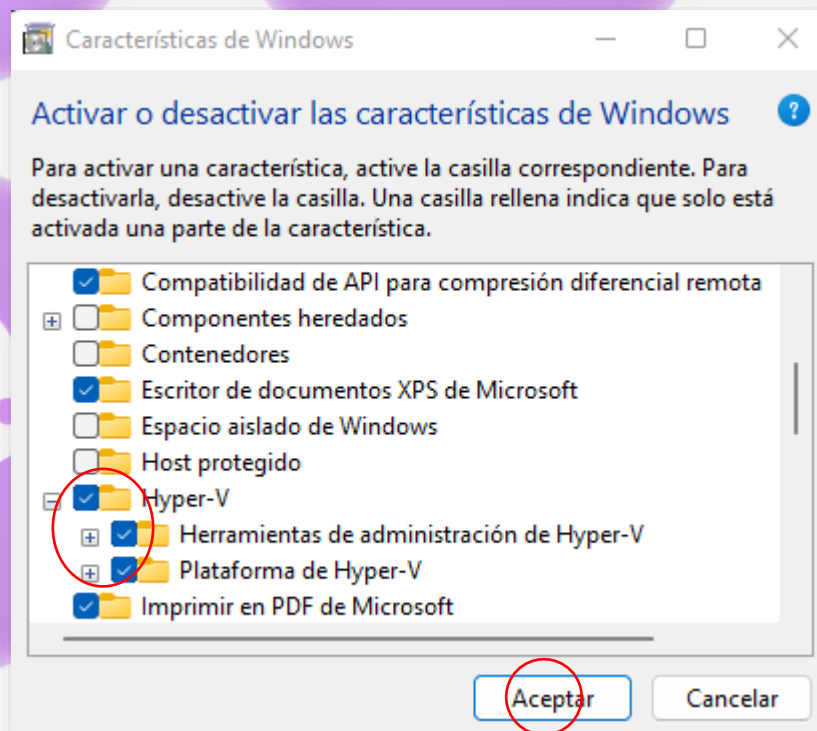 Características de Windows
Activar o desactivar las características de Windows
?
Para activar una característica, active la casilla correspondiente. Para
desactivarla, desactive la casilla. Una casilla rellena indica que solo está
activada una parte de la característica.
Compatibilidad de API para compresión diferencial remota
Componentes heredados
Contenedores
Escritor de documentos XPS de Microsoft
Espacio aislado de Windows
Host protegido
Hyper-V
Herramientas de administración de Hyper-V
Plataforma de Hyper-V
Imprimir en PDF de Microsoft
Aceptar
Cancelar